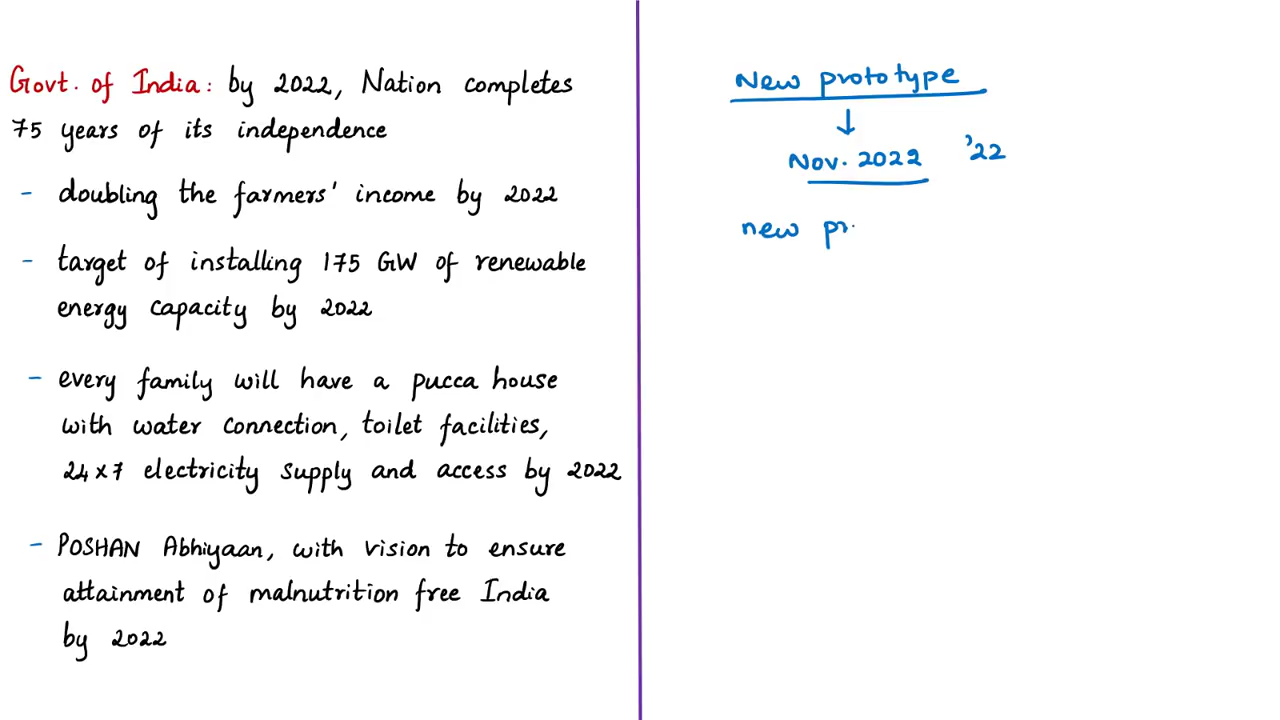 Govt. of India: by 2022, Nation completes
75 years of its independence
- doubling the farmers' income by 2022
- target of installing 175 GW of renewable
energy capacity by 2022
- every family will have a pucca house
with water connection, toilet facilities,
24x7 electricity supply and access by 2022
- POSHAN Abhiyaan, with vision to ensure
attainment of malnutrition free India
by 2022
New prototype
↓
Nov. 2022 '22
new pr